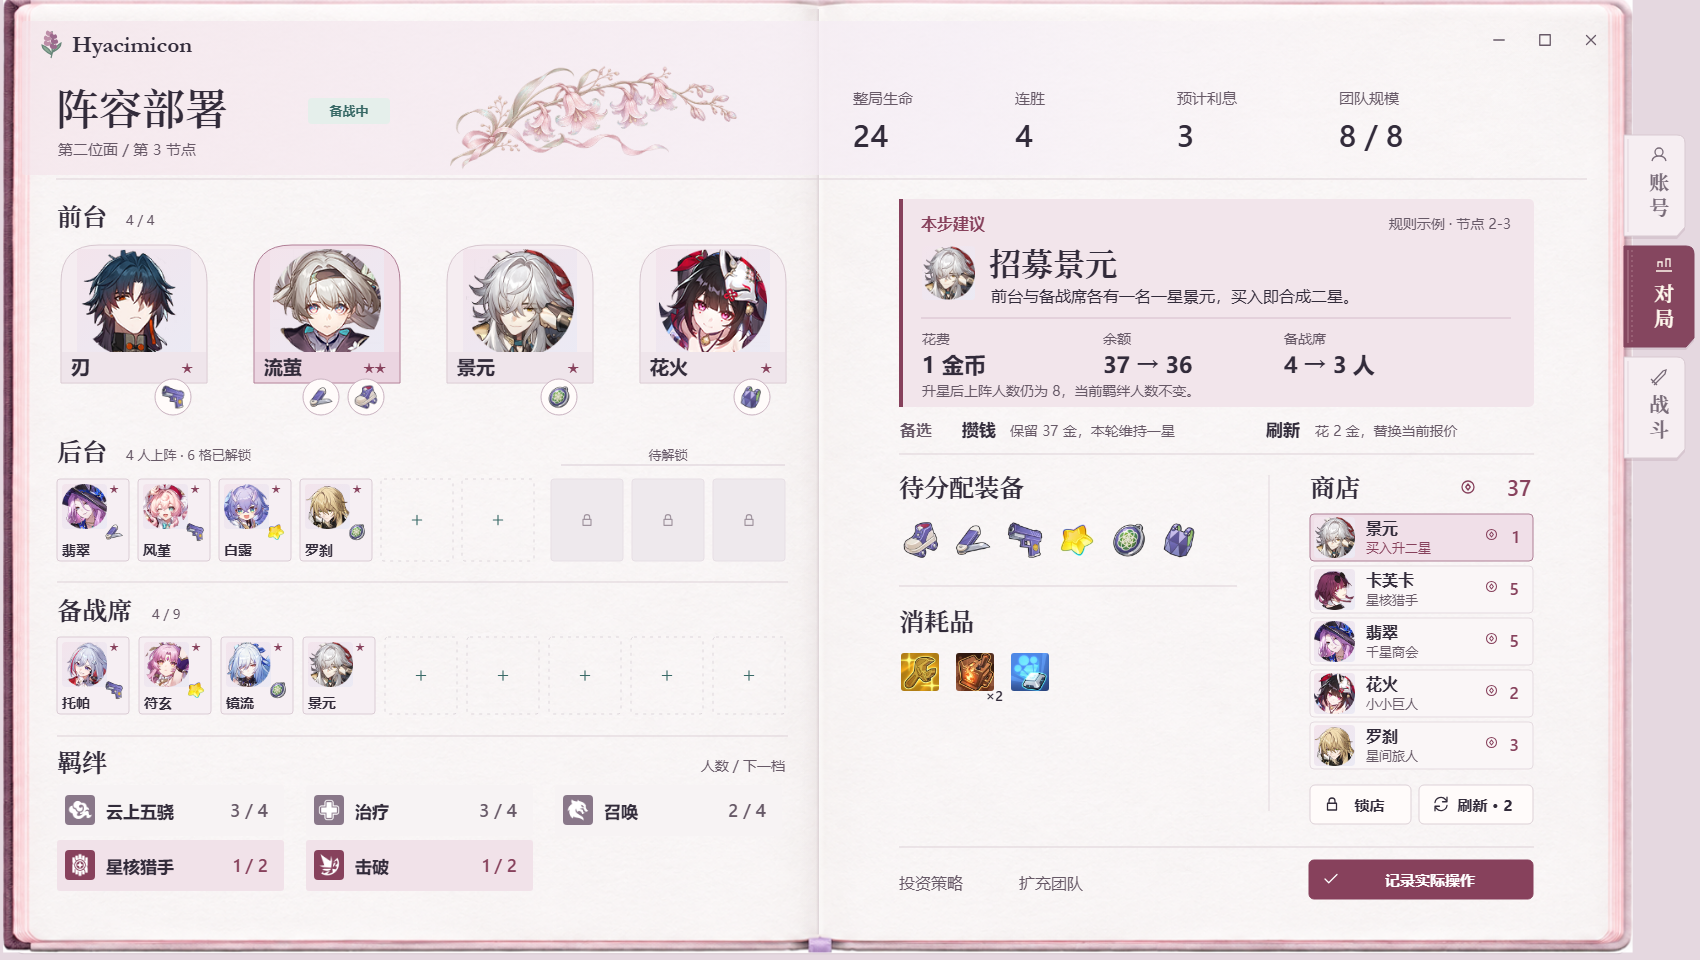 Hyacimicon
阵容部署
备战中
第二位面 / 第 3 节点
整局生命
24
连胜
4
预计利息
3
团队规模
8 / 8
账号
对局
战斗
前台
4 / 4
刃
流萤
景元
花火
后台
4 人上阵 · 6 格已解锁
待解锁
翡翠
风堇
白露
罗刹
备战席
4 / 9
托帕
符玄
镜流
景元
羁绊
人数 / 下一档
云上五骁
3 / 4
治疗
3 / 4
召唤
2 / 4
星核猎手
1 / 2
击破
1 / 2
本步建议
规则示例 · 节点 2-3
招募景元
前台与备战席各有一名一星景元，买入即合成二星。
花费
1 金币
余额
37 → 36
备战席
4 → 3 人
升星后上阵人数仍为 8，当前羁绊人数不变。
备选
攒钱
保留 37 金，本轮维持一星
刷新
花 2 金，替换当前报价
待分配装备
消耗品
×2
商店
37
景元
买入升二星
1
卡芙卡
星核猎手
5
翡翠
千星商会
5
花火
小小巨人
2
罗刹
星间旅人
3
锁店
刷新 • 2
投资策略
扩充团队
记录实际操作